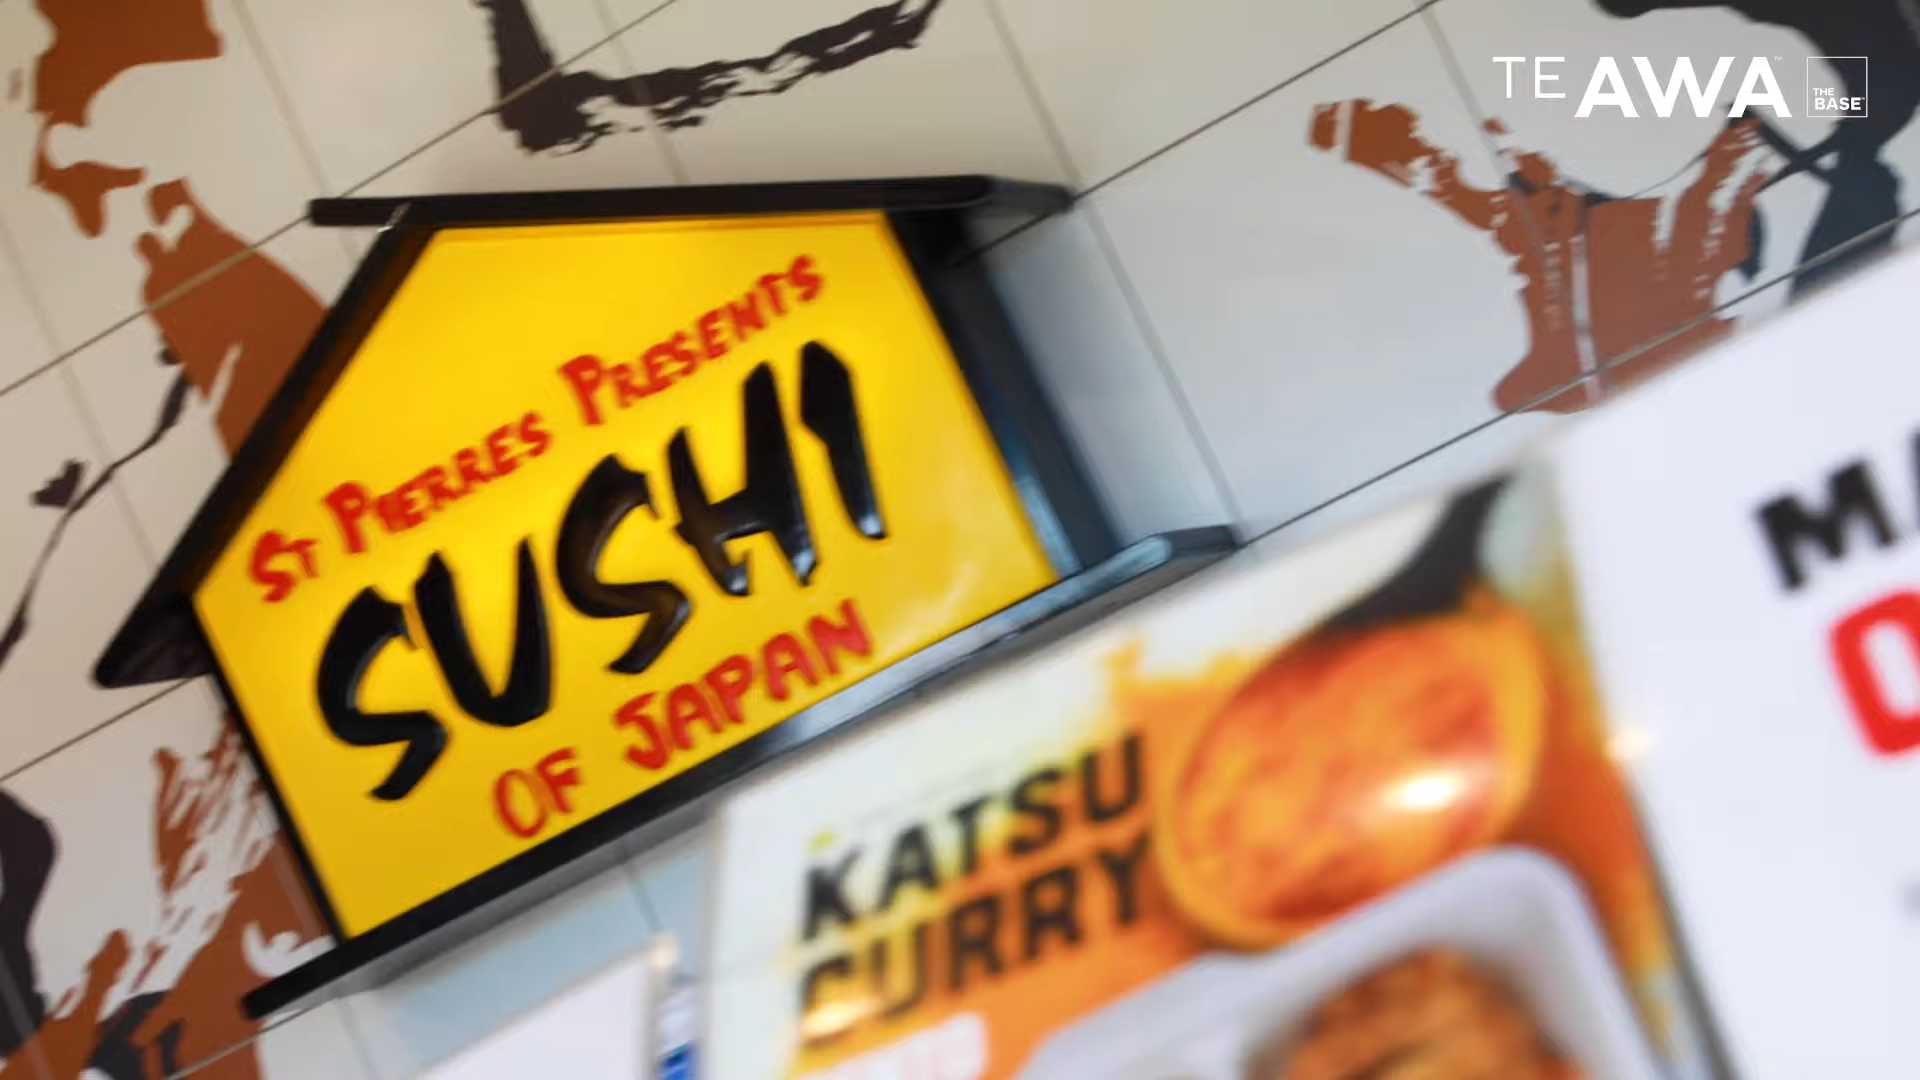 TE AWA
THE
BASE
ST PIERRES PRESENTS
SUSHI
OF JAPAN
KATSU
CURRY